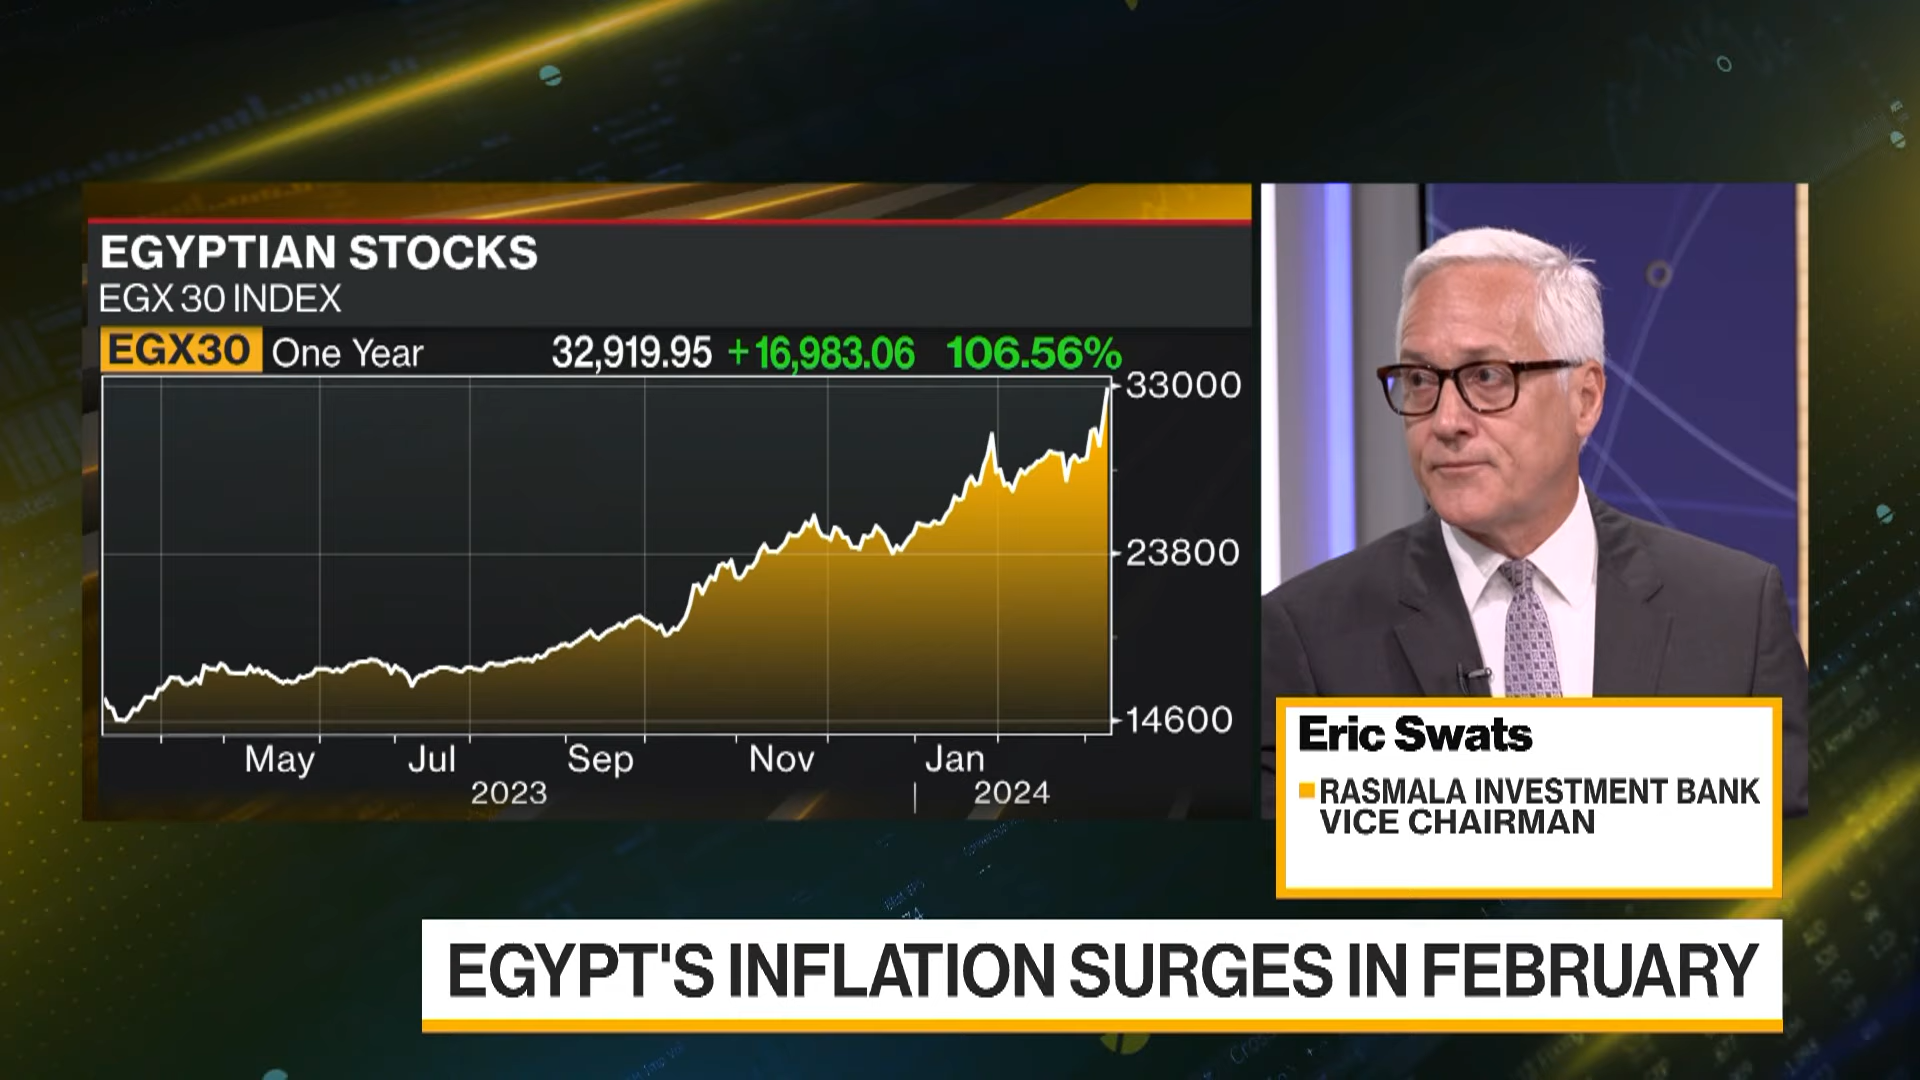 EGYPTIAN STOCKS
EGX 30 INDEX
EGX30 One Year 32,919.95 +16,983.06 106.56%
33000
23800
14600
May Jul Sep Nov Jan
2023 2024
Eric Swats
RASMALA INVESTMENT BANK
VICE CHAIRMAN
EGYPT'S INFLATION SURGES IN FEBRUARY